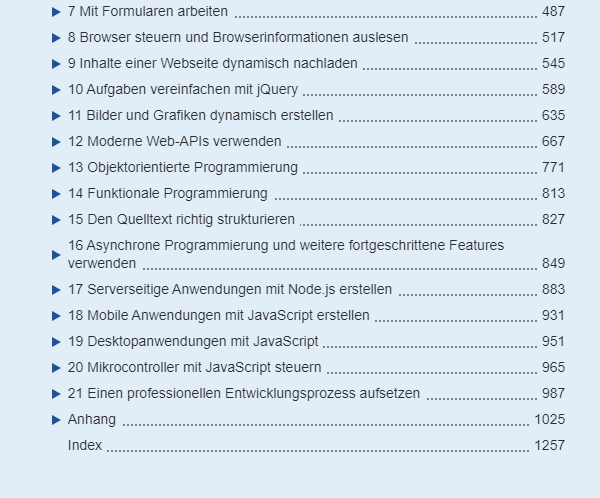 7 Mit Formularen arbeiten 487
8 Browser steuern und Browserinformationen auslesen 517
9 Inhalte einer Webseite dynamisch nachladen 545
10 Aufgaben vereinfachen mit jQuery 589
11 Bilder und Grafiken dynamisch erstellen 635
12 Moderne Web-APIs verwenden 667
13 Objektorientierte Programmierung 771
14 Funktionale Programmierung 813
15 Den Quelltext richtig strukturieren 827
16 Asynchrone Programmierung und weitere fortgeschrittene Features
verwenden 849
17 Serverseitige Anwendungen mit Node.js erstellen 883
18 Mobile Anwendungen mit JavaScript erstellen 931
19 Desktopanwendungen mit JavaScript 951
20 Mikrocontroller mit JavaScript steuern 965
21 Einen professionellen Entwicklungsprozess aufsetzen 987
Anhang 1025
Index 1257